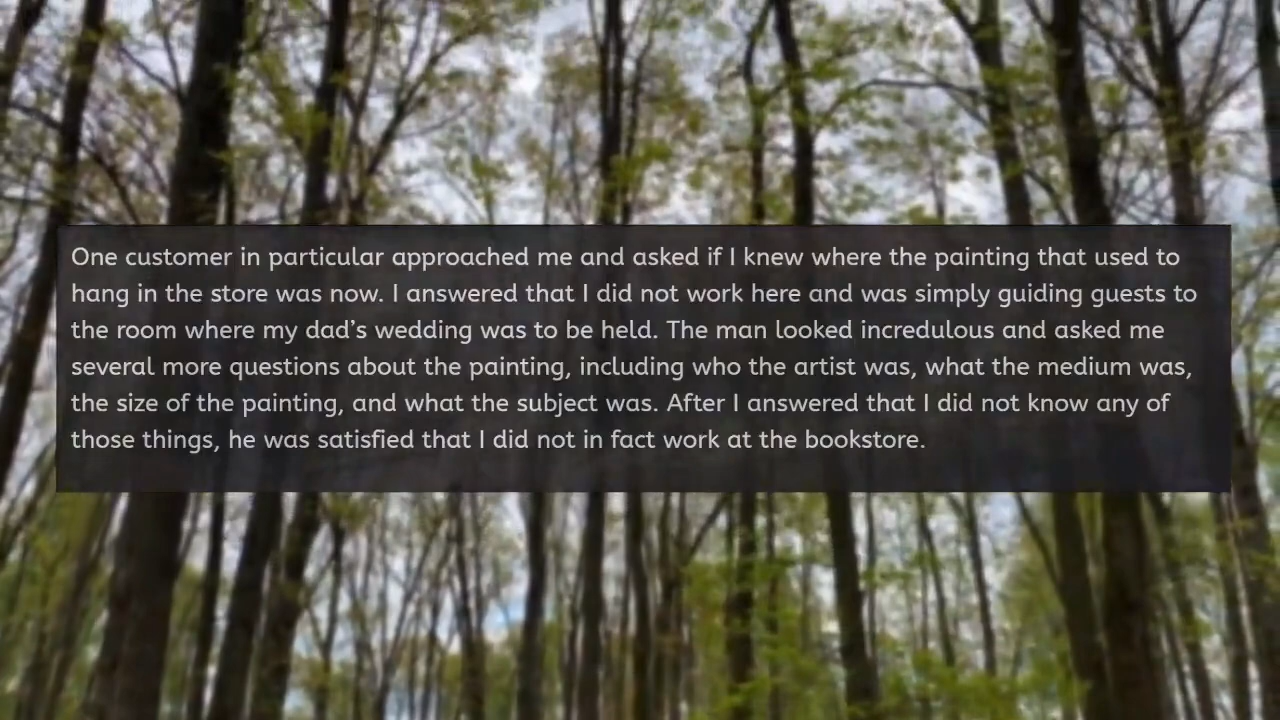 One customer in particular approached me and asked if I knew where the painting that used to
hang in the store was now. I answered that I did not work here and was simply guiding guests to
the room where my dad’s wedding was to be held. The man looked incredulous and asked me
several more questions about the painting, including who the artist was, what the medium was,
the size of the painting, and what the subject was. After I answered that I did not know any of
those things, he was satisfied that I did not in fact work at the bookstore.